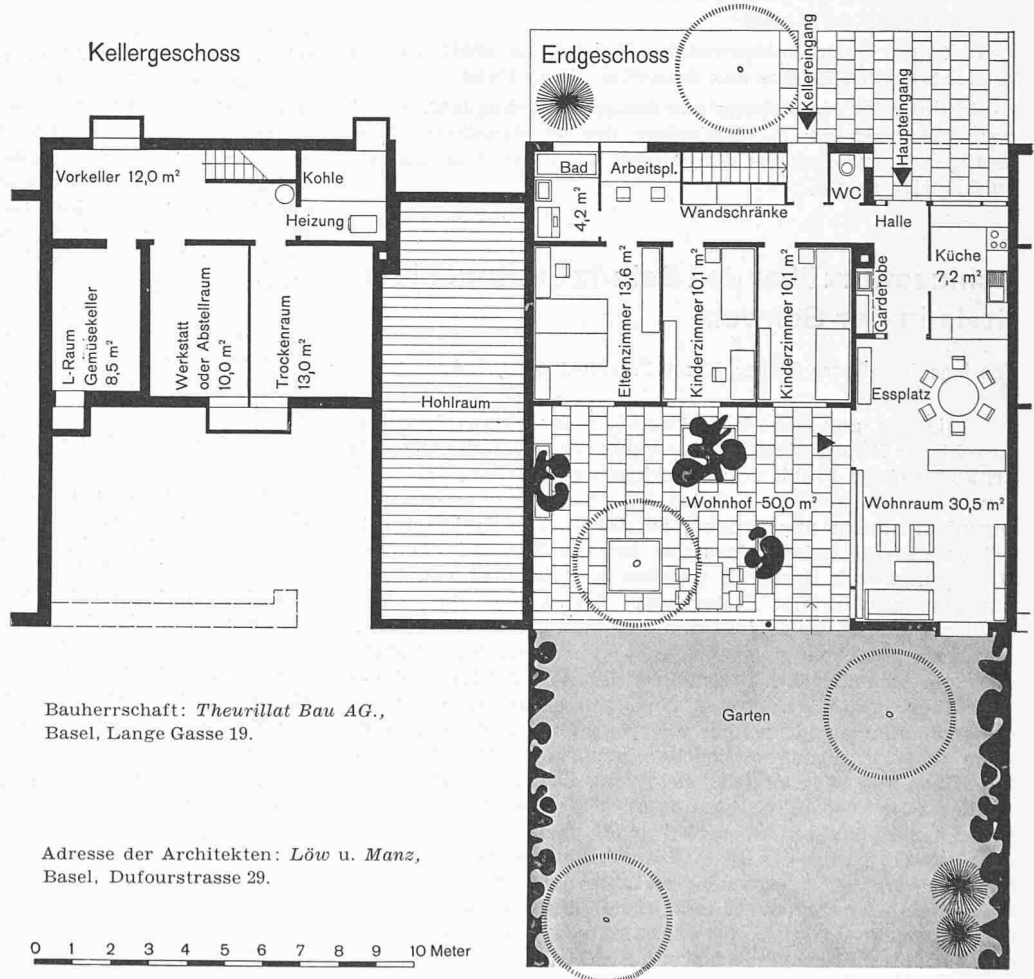 Kellergeschoss
Vorkeller 12,0 m²
Kohle
Heizung
L-Raum
Gemüsekeller
8,5 m²
Werkstatt
oder Abstellraum
10,0 m²
Trockenraum
13,0 m²
Hohlraum
Erdgeschoss
Kellereingang
Haupteingang
Bad
4,2 m²
Arbeitspl.
Wandschränke
WC
Halle
Küche
7,2 m²
Garderobe
Elternzimmer 13,6 m²
Kinderzimmer 10,1 m²
Kinderzimmer 10,1 m²
Essplatz
Wohnhof 50,0 m²
Wohnraum 30,5 m²
Garten
Bauherrschaft: Theurillat Bau AG.,
Basel, Lange Gasse 19.
Adresse der Architekten: Löw u. Manz,
Basel, Dufourstrasse 29.
0 1 2 3 4 5 6 7 8 9 10 Meter